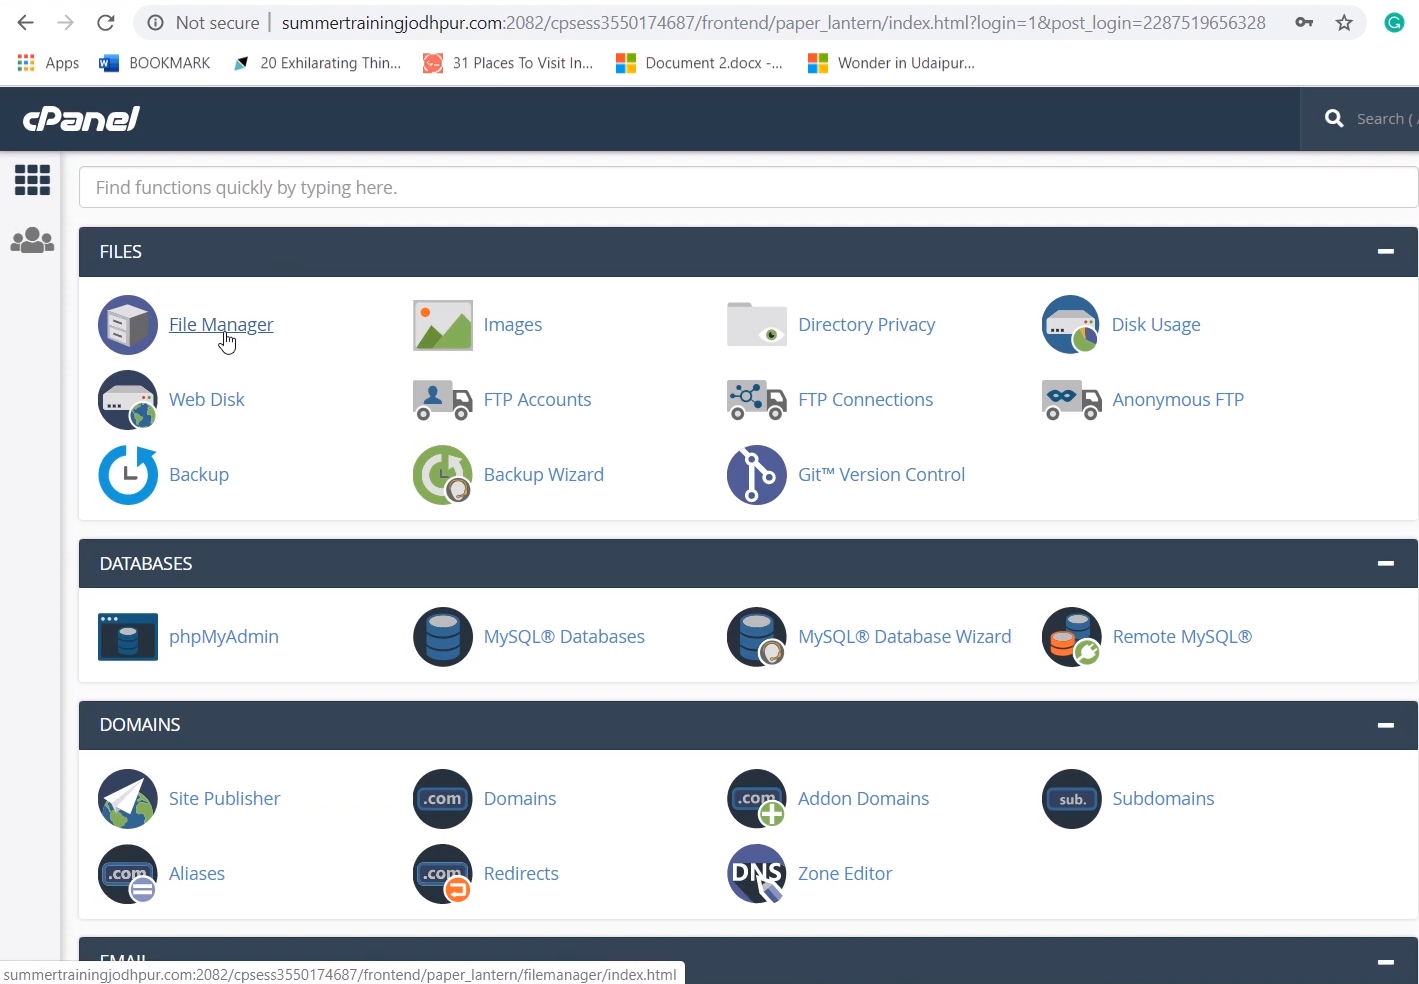 Not secure | summertrainingjodhpur.com:2082/cpsess3550174687/frontend/paper_lantern/index.html?login=1&post_login=2287519656328
Apps BOOKMARK 20 Exhilarating Thin... 31 Places To Visit In... Document 2.docx -... Wonder in Udaipur...
cPanel Search (
Find functions quickly by typing here.
FILES
File Manager Images Directory Privacy Disk Usage
Web Disk FTP Accounts FTP Connections Anonymous FTP
Backup Backup Wizard Git™ Version Control
DATABASES
phpMyAdmin MySQL® Databases MySQL® Database Wizard Remote MySQL®
DOMAINS
Site Publisher .com Domains .com Addon Domains sub. Subdomains
.com Aliases .com Redirects DNS Zone Editor
EMAIL
summertrainingjodhpur.com:2082/cpsess3550174687/frontend/paper_lantern/filemanager/index.html